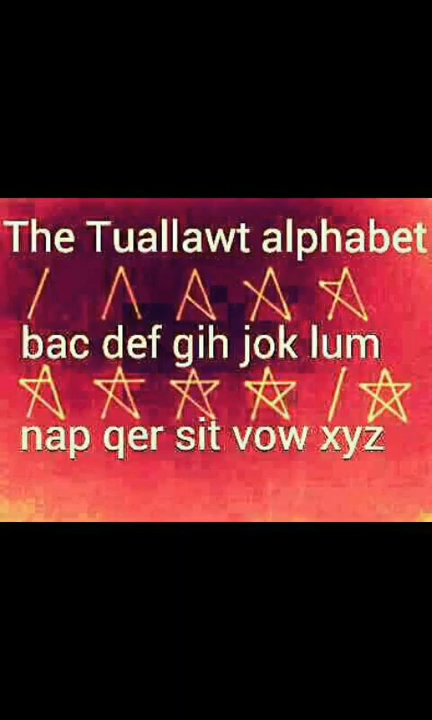 The Tuallawt alphabet
bac def gih jok lum
nap qer sit vow xyz